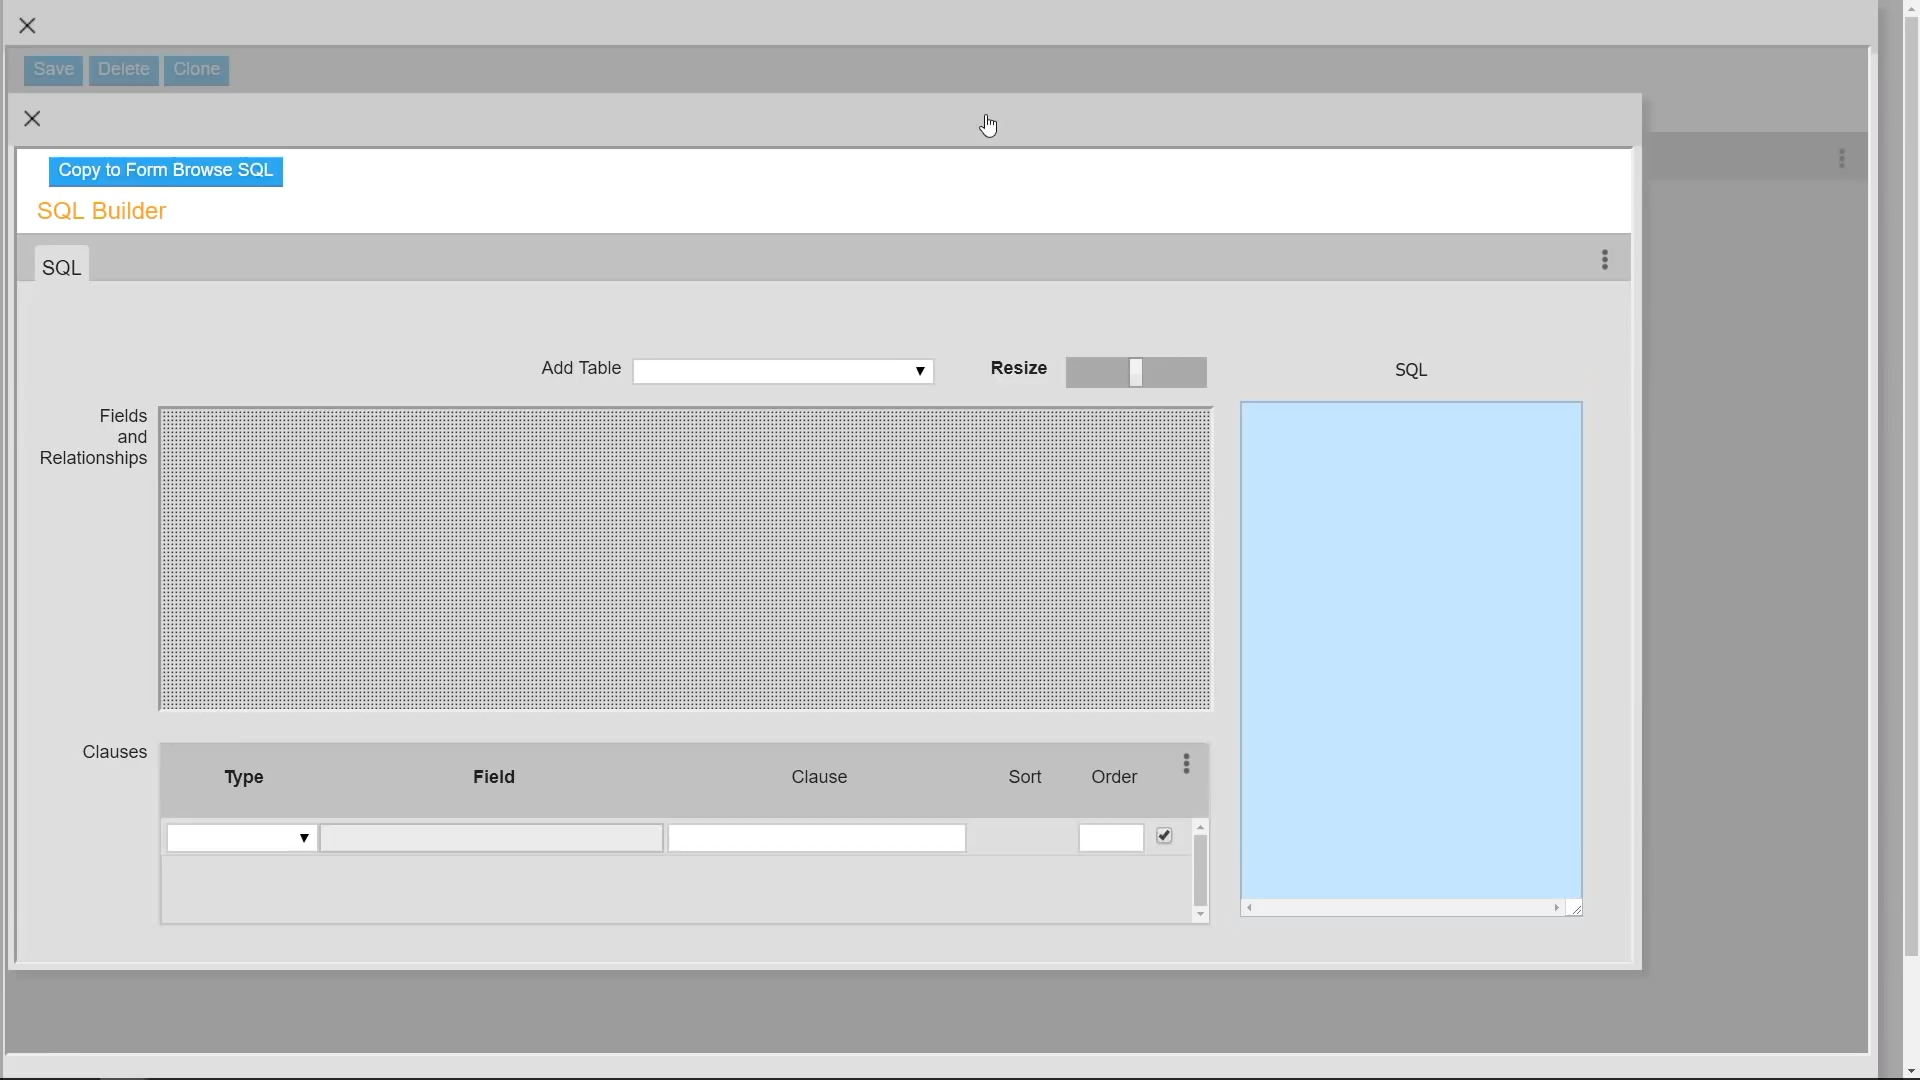 Save Delete Clone
Copy to Form Browse SQL
SQL Builder
SQL
Add Table
Resize
SQL
Fields
and
Relationships
Clauses
Type Field Clause Sort Order